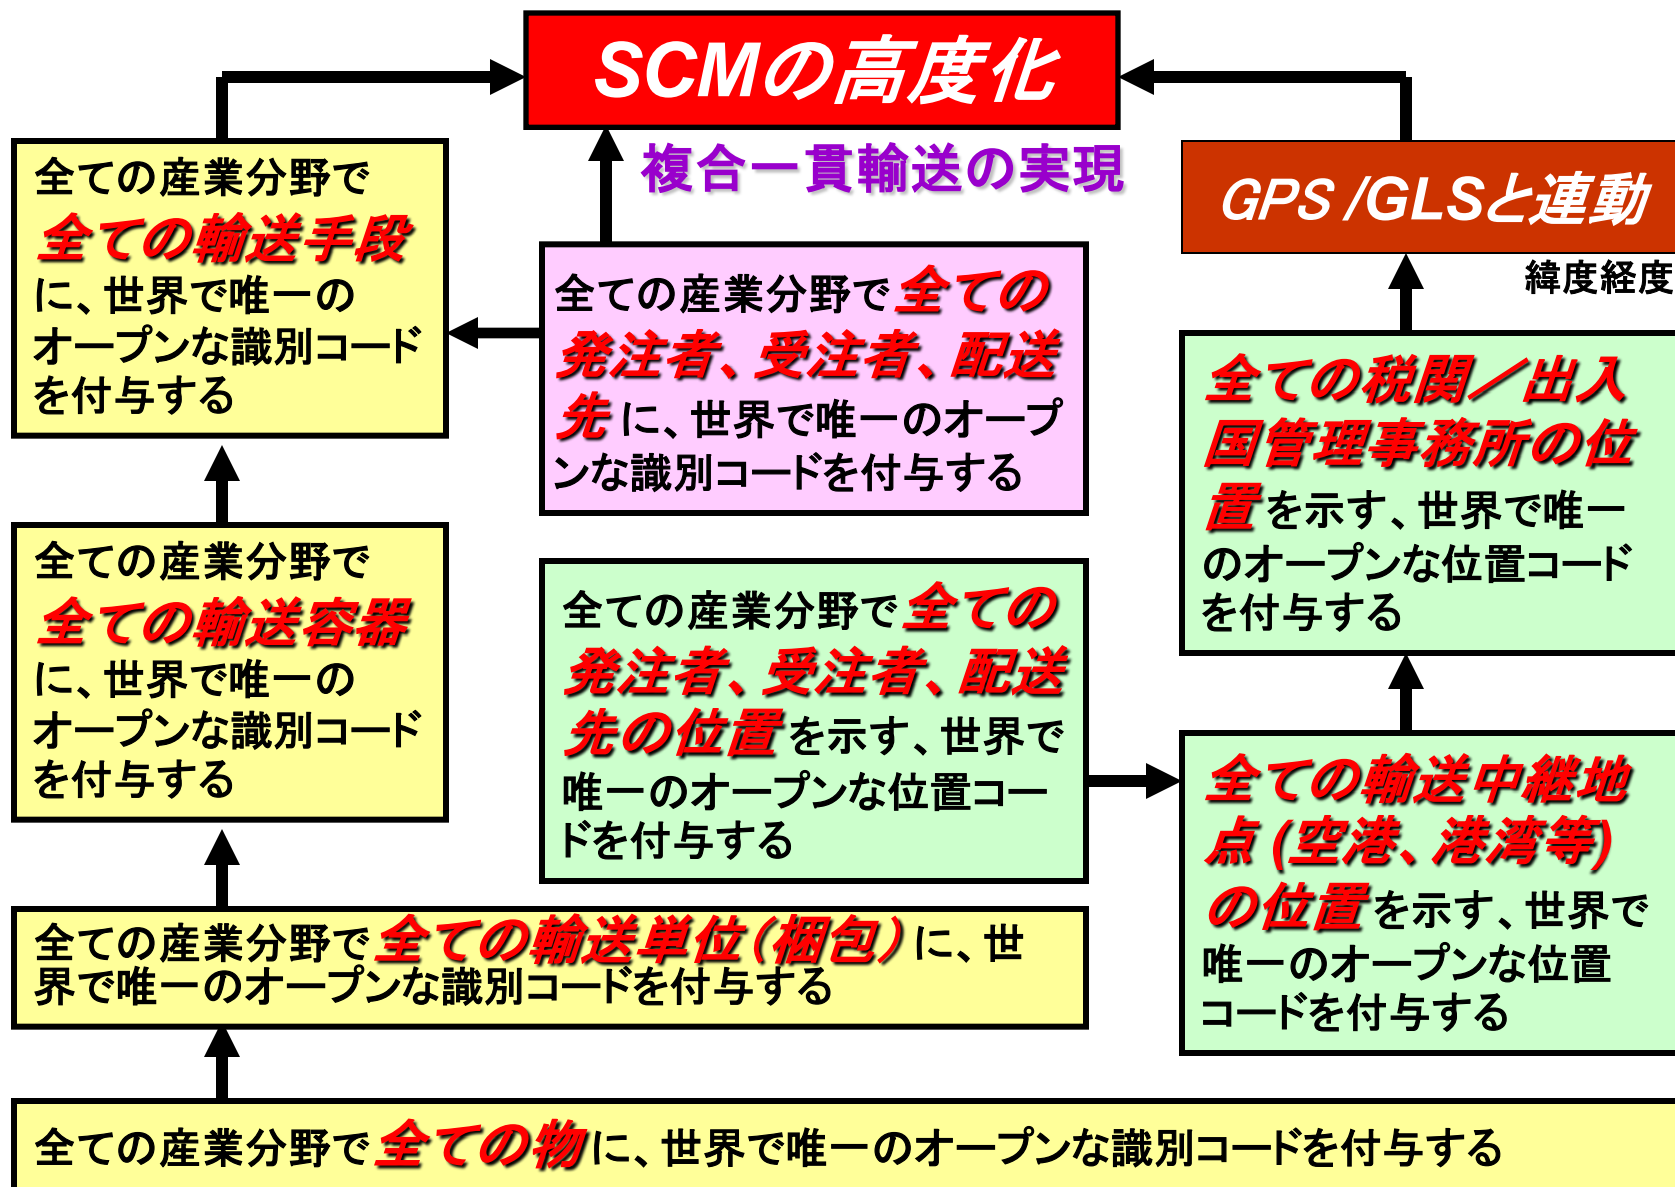 SCMの高度化
複合一貫輸送の実現
全ての産業分野で
全ての輸送手段
に、世界で唯一の
オープンな識別コード
を付与する
全ての産業分野で全ての
発注者、受注者、配送
先に、世界で唯一のオープ
ンな識別コードを付与する
GPS /GLSと連動
緯度経度
全ての税関／出入
国管理事務所の位
置を示す、世界で唯一
のオープンな位置コード
を付与する
全ての産業分野で
全ての輸送容器
に、世界で唯一の
オープンな識別コード
を付与する
全ての産業分野で全ての
発注者、受注者、配送
先の位置を示す、世界で
唯一のオープンな位置コー
ドを付与する
全ての輸送中継地
点(空港、港湾等)
の位置を示す、世界で
唯一のオープンな位置
コードを付与する
全ての産業分野で全ての輸送単位（梱包）に、世
界で唯一のオープンな識別コードを付与する
全ての産業分野で全ての物に、世界で唯一のオープンな識別コードを付与する